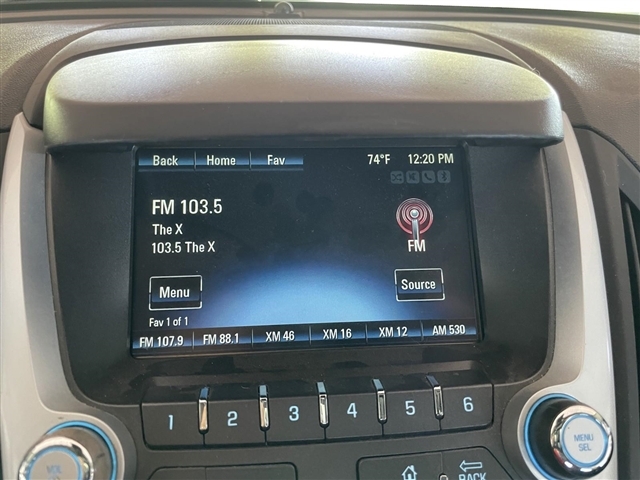 Back Home Fav 74°F 12:20 PM
FM 103.5
The X
103.5 The X
FM
Menu
Source
Fav 1 of 1
FM 107.9 FM 88.1 XM 46 XM 16 XM 12 AM 530
1 2 3 4 5 6
VOL
MENU
SEL
BACK